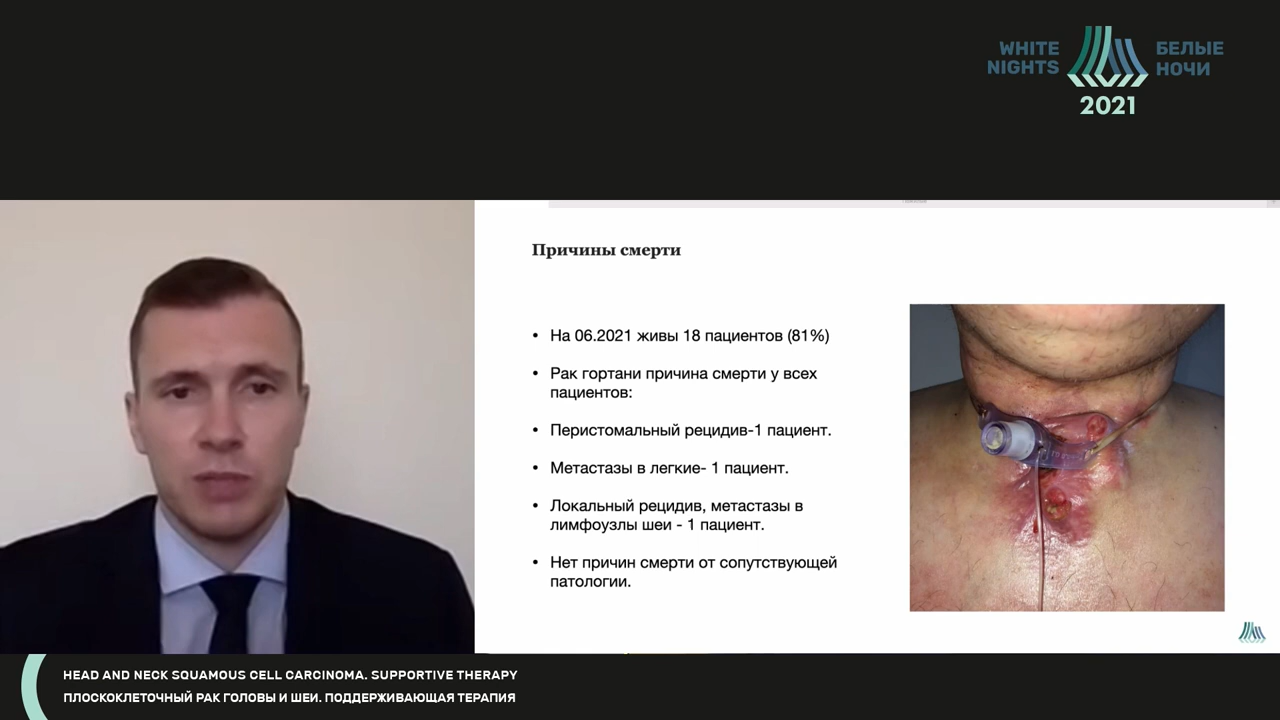 WHITE
NIGHTS
БЕЛЫЕ
НОЧИ
2021
Причины смерти
• На 06.2021 живы 18 пациентов (81%)
• Рак гортани причина смерти у всех
пациентов:
• Перистомальный рецидив-1 пациент.
• Метастазы в легкие- 1 пациент.
• Локальный рецидив, метастазы в
лимфоузлы шеи - 1 пациент.
• Нет причин смерти от сопутствующей
патологии.
HEAD AND NECK SQUAMOUS CELL CARCINOMA. SUPPORTIVE THERAPY
ПЛОСКОКЛЕТОЧНЫЙ РАК ГОЛОВЫ И ШЕИ. ПОДДЕРЖИВАЮЩАЯ ТЕРАПИЯ